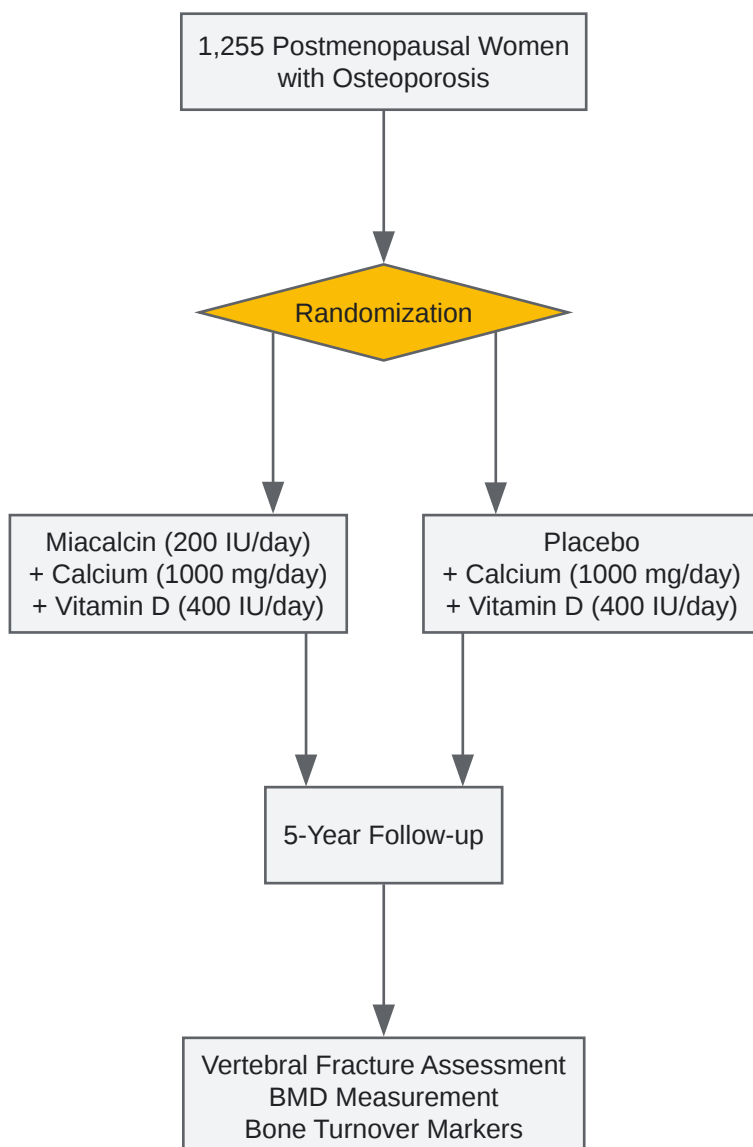 1,255 Postmenopausal Women
with Osteoporosis
Randomization
Miacalcin (200 IU/day)
+ Calcium (1000 mg/day)
+ Vitamin D (400 IU/day)
Placebo
+ Calcium (1000 mg/day)
+ Vitamin D (400 IU/day)
5-Year Follow-up
Vertebral Fracture Assessment
BMD Measurement
Bone Turnover Markers